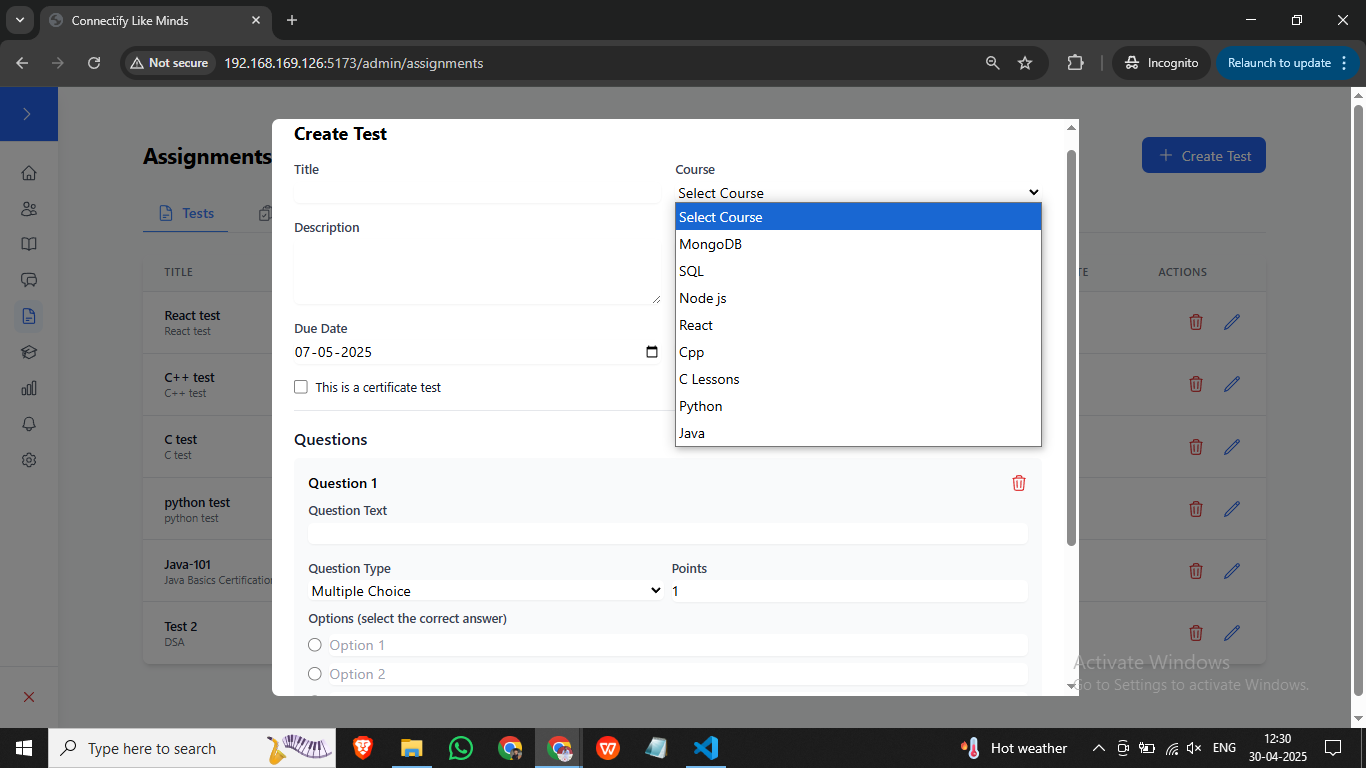 Connectify Like Minds
Not secure
192.168.169.126:5173/admin/assignments
Incognito
Relaunch to update
Assignments
Create Test
Tests
TITLE
TE
ACTIONS
React test
React test
C++ test
C++ test
C test
C test
python test
python test
Java-101
Java Basics Certification
Test 2
DSA
Create Test
Title
Course
Select Course
Select Course
MongoDB
SQL
Node js
React
Cpp
C Lessons
Python
Java
Description
Due Date
07-05-2025
This is a certificate test
Questions
Question 1
Question Text
Question Type
Points
Multiple Choice
1
Options (select the correct answer)
Option 1
Option 2
Activate Windows
Go to Settings to activate Windows.
Type here to search
Hot weather
ENG
12:30
30-04-2025